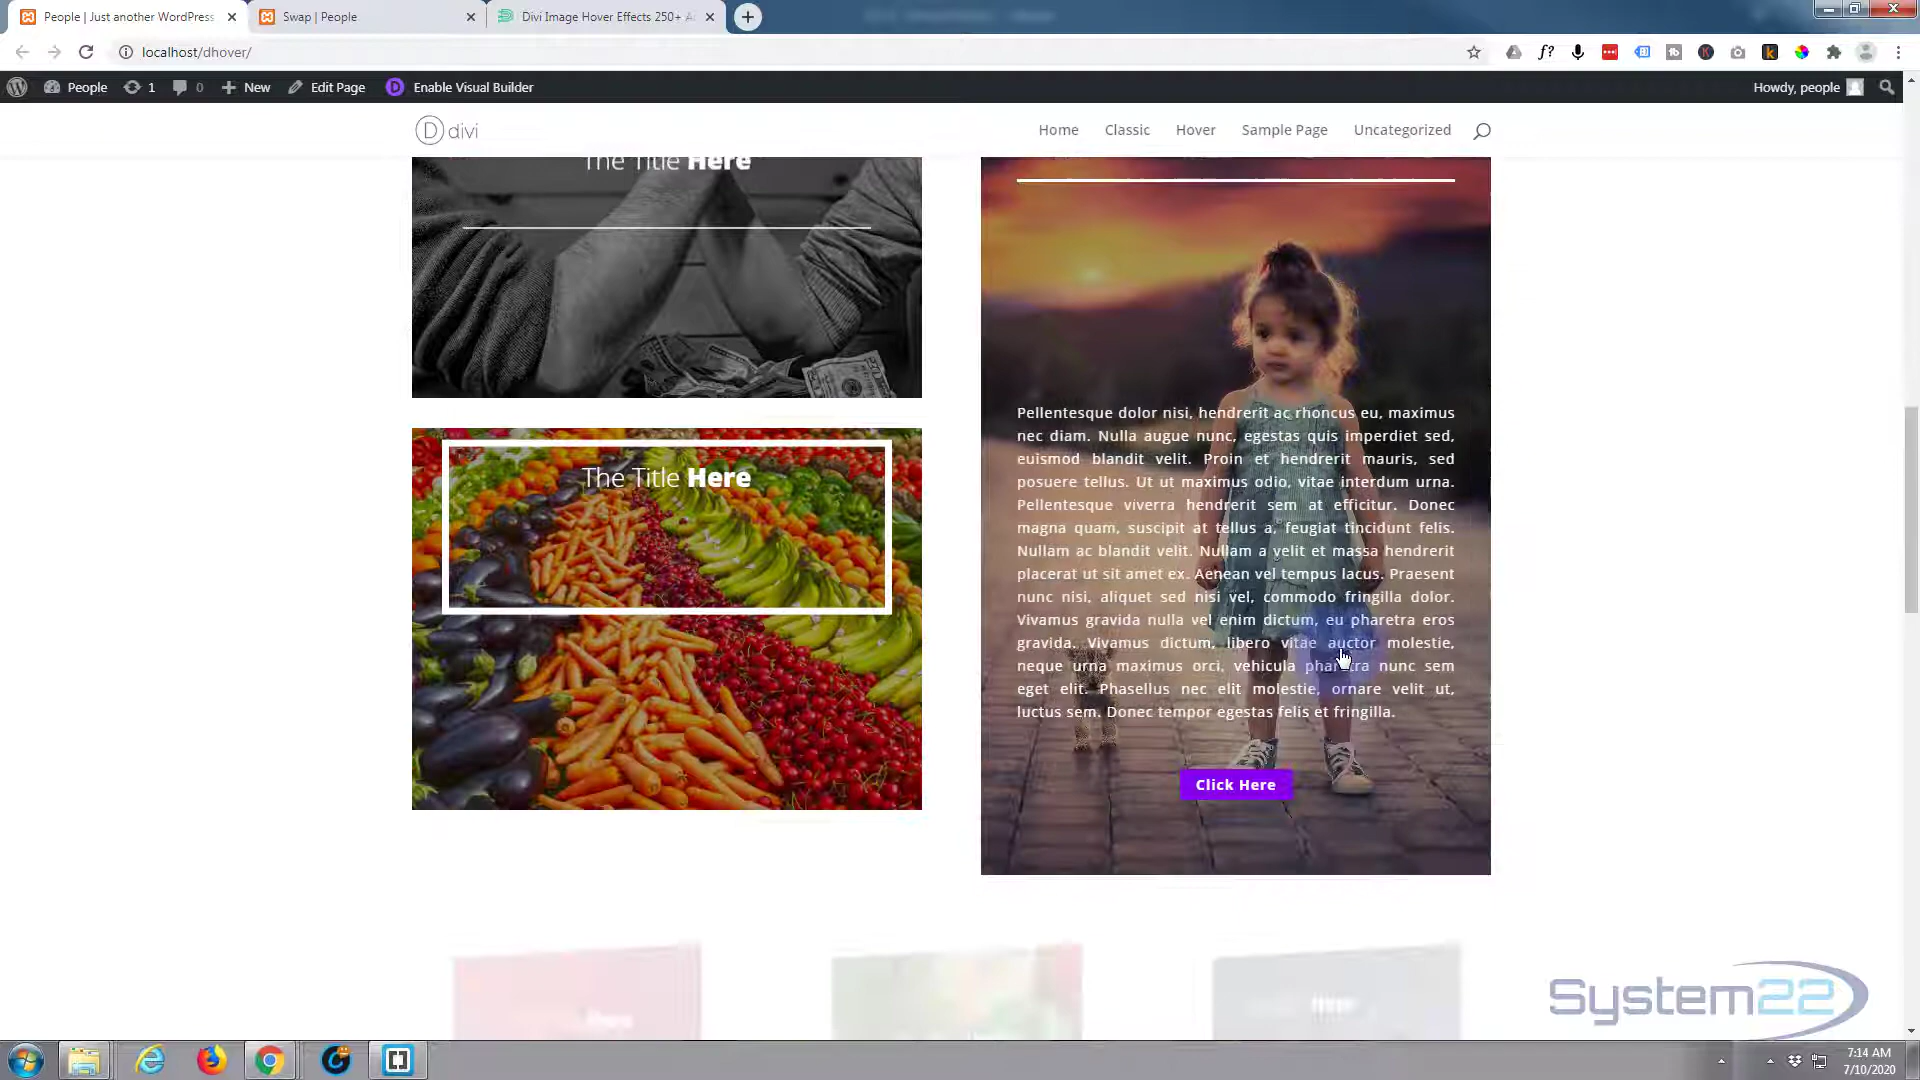 People | Just another WordPress
Swap | People
Divi Image Hover Effects 250+ A
localhost/dhover/
People
1
0
New
Edit Page
D
Enable Visual Builder
Howdy, people
D divi
Home
Classic
Hover
Sample Page
Uncategorized
The Title Here
The Title Here
Pellentesque dolor nisi, hendrerit ac rhoncus eu, maximus
nec diam. Nulla augue nunc, egestas quis imperdiet sed,
euismod blandit velit. Proin et hendrerit mauris, sed
posuere tellus. Ut ut maximus odio, vitae interdum urna.
Pellentesque viverra hendrerit sem at efficitur. Donec
magna quam, suscipit at tellus a, feugiat tincidunt felis.
Nullam ac blandit velit. Nullam a velit et massa hendrerit
placerat ut sit amet ex. Aenean vel tempus lacus. Praesent
nunc nisi, aliquet sed nisi vel, commodo fringilla dolor.
Vivamus gravida nulla vel enim dictum, eu pharetra eros
gravida. Vivamus dictum, libero vitae auctor molestie,
neque urna maximus orci, vehicula pharetra nunc sem
eget elit. Phasellus nec elit molestie, ornare velit ut,
luctus sem. Donec tempor egestas felis et fringilla.
Click Here
Here
Here
System22
7:14 AM
7/10/2020